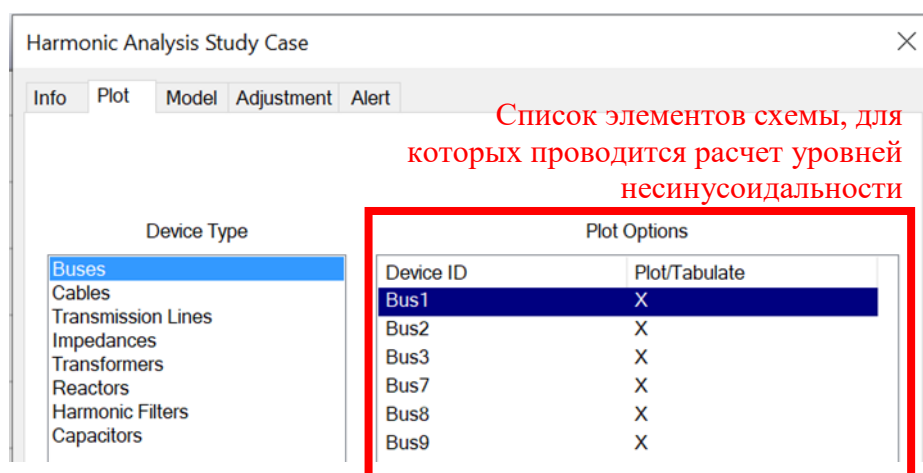 Harmonic Analysis Study Case
Info Plot Model Adjustment Alert
Список элементов схемы, для
которых проводится расчет уровней
несинусоидальности
Device Type
Buses
Cables
Transmission Lines
Impedances
Transformers
Reactors
Harmonic Filters
Capacitors
Plot Options
Device ID Plot/Tabulate
Bus1 X
Bus2 X
Bus3 X
Bus7 X
Bus8 X
Bus9 X